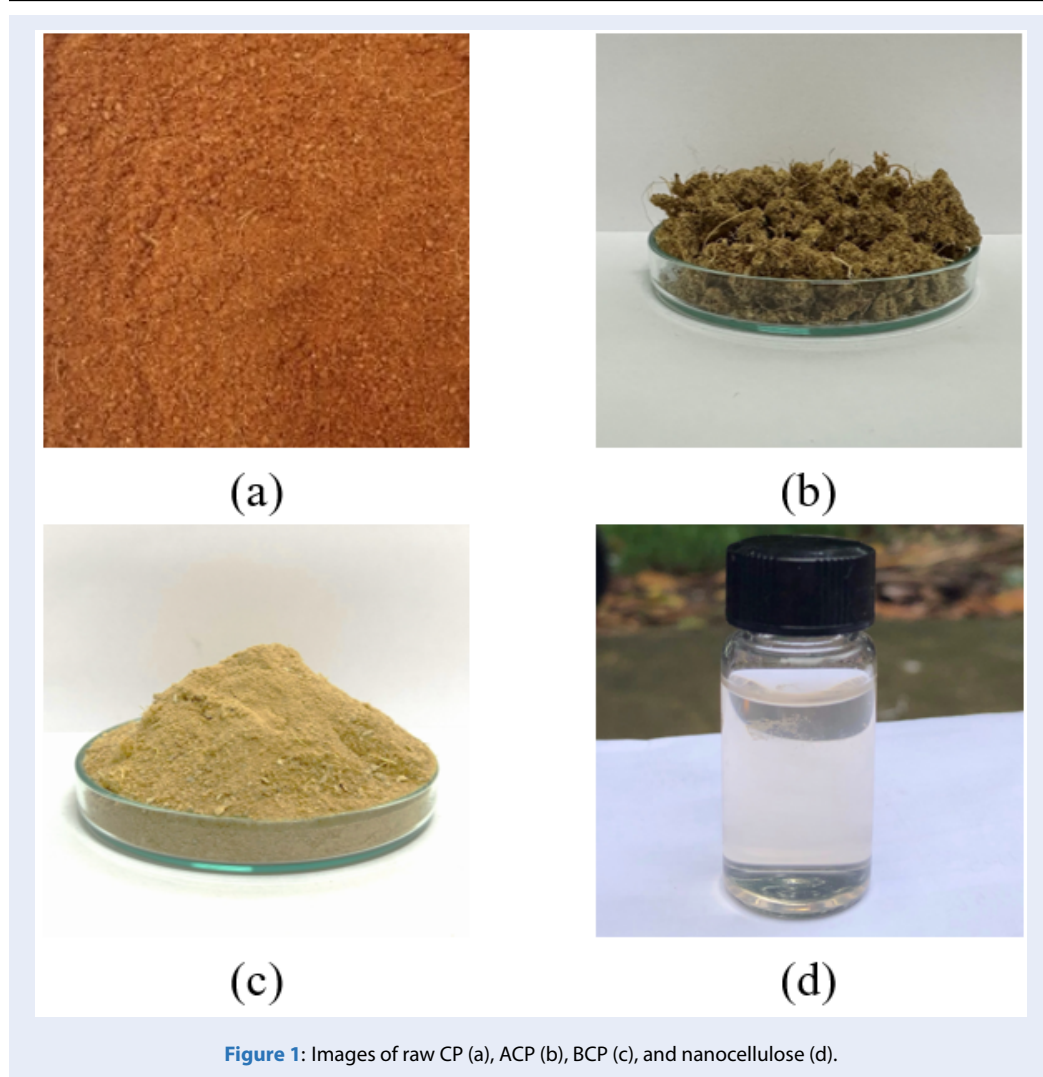 (a)
(b)
(c)
(d)
Figure 1: Images of raw CP (a), ACP (b), BCP (c), and nanocellulose (d).